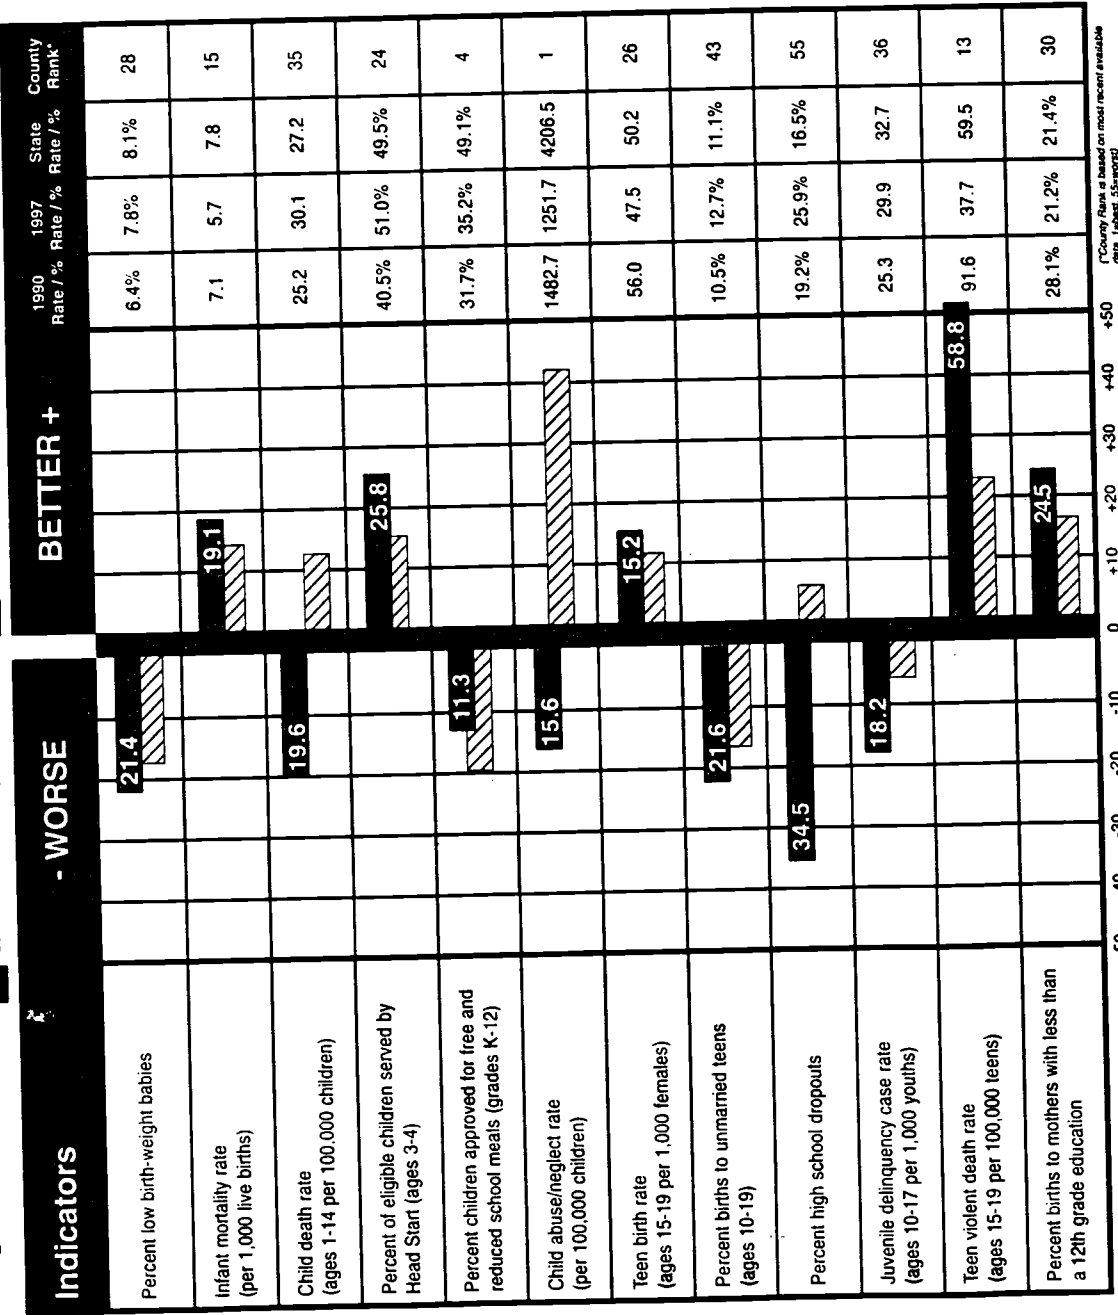 Indicators
- WORSE
BETTER +
1990
Rate / %
1997
Rate / %
State
Rate / %
County
Rank*
Percent low birth-weight babies
21.4
6.4%
7.8%
8.1%
28
Infant mortality rate
(per 1,000 live births)
19.1
7.1
5.7
7.8
15
Child death rate
(ages 1-14 per 100,000 children)
19.6
25.2
30.1
27.2
35
Percent of eligible children served by
Head Start (ages 3-4)
25.8
40.5%
51.0%
49.5%
24
Percent children approved for free and
reduced school meals (grades K-12)
11.3
31.7%
35.2%
49.1%
4
Child abuse/neglect rate
(per 100,000 children)
15.6
1482.7
1251.7
4206.5
1
Teen birth rate
(ages 15-19 per 1,000 females)
15.2
56.0
47.5
50.2
26
Percent births to unmarried teens
(ages 10-19)
21.6
10.5%
12.7%
11.1%
43
Percent high school dropouts
34.5
19.2%
25.9%
16.5%
55
Juvenile delinquency case rate
(ages 10-17 per 1,000 youths)
18.2
25.3
29.9
32.7
36
Teen violent death rate
(ages 15-19 per 100,000 teens)
58.8
91.6
37.7
59.5
13
Percent births to mothers with less than
a 12th grade education
24.5
28.1%
21.2%
21.4%
30
-10
0
+10
+20
+30
+40
+50
(*County Rank is based on most recent available
data, 1=best, 55=worst)